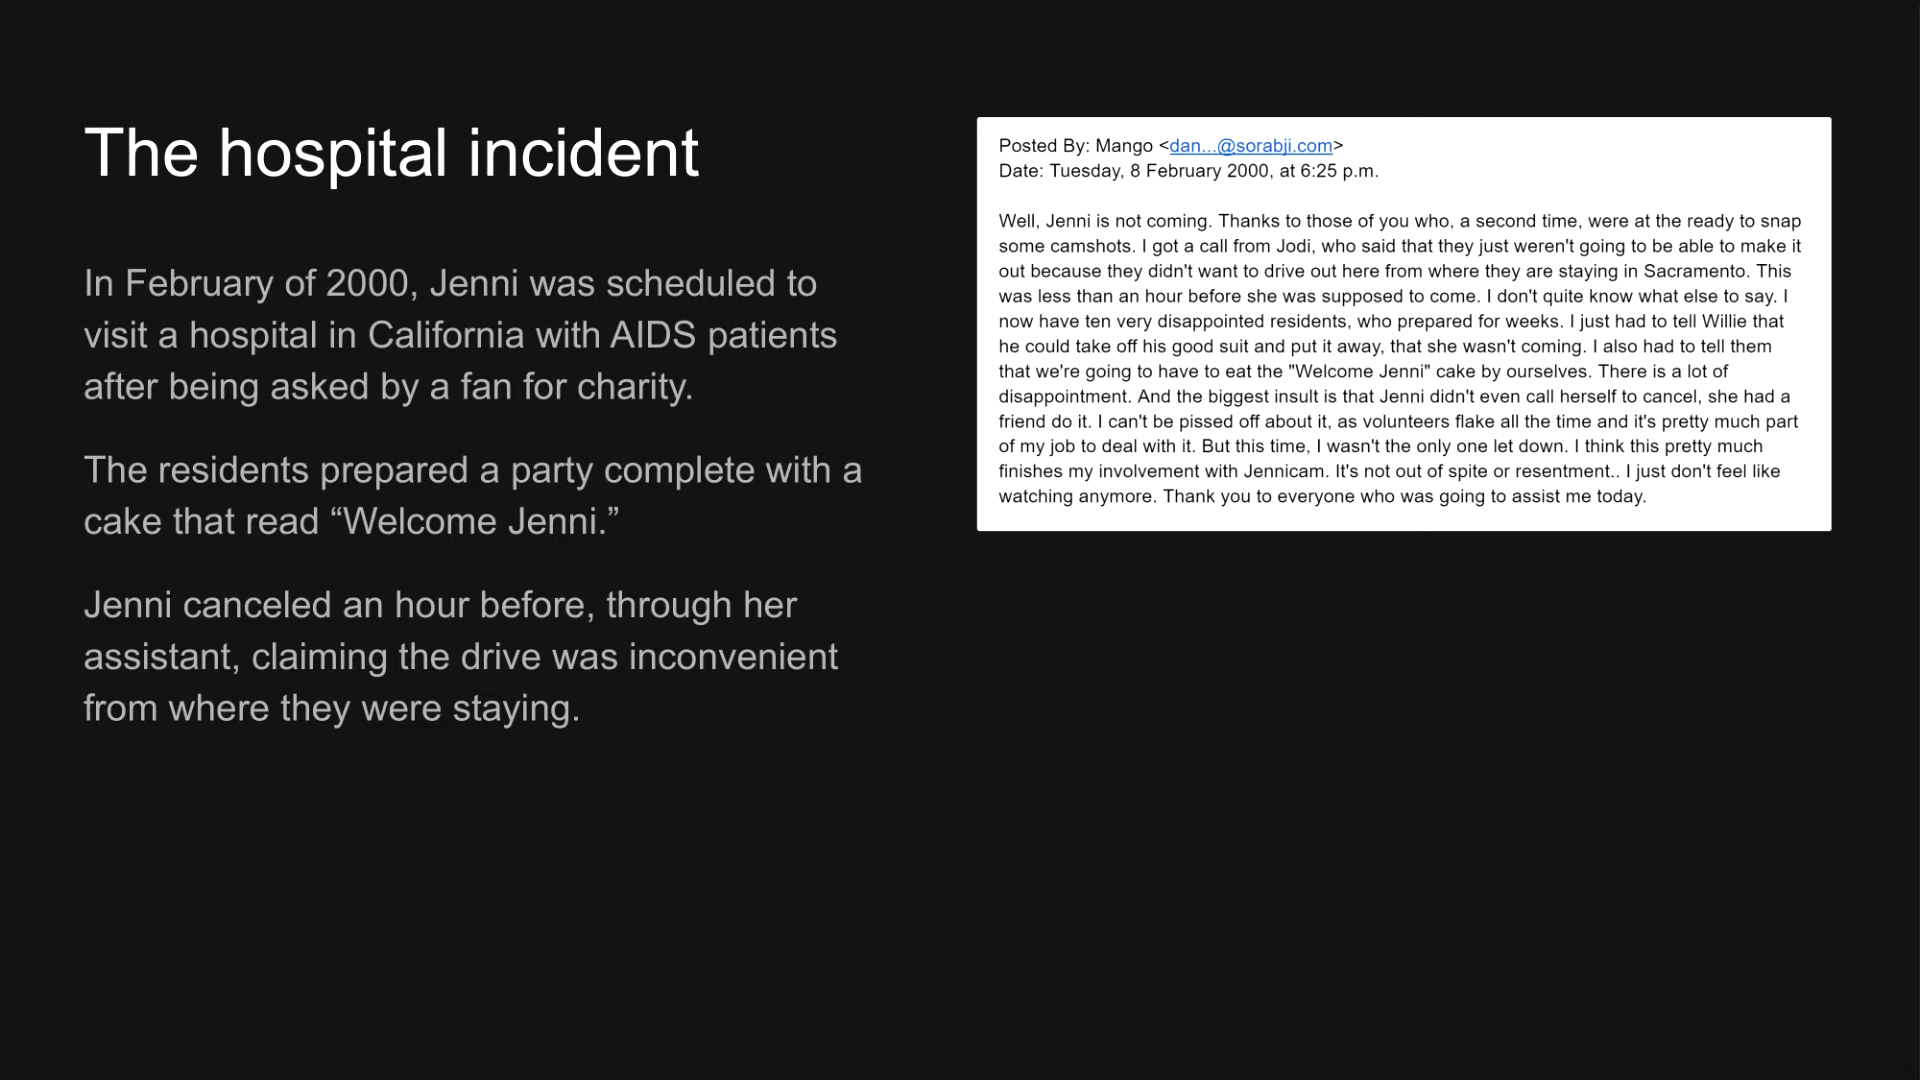 The hospital incident
In February of 2000, Jenni was scheduled to
visit a hospital in California with AIDS patients
after being asked by a fan for charity.
The residents prepared a party complete with a
cake that read “Welcome Jenni.”
Jenni canceled an hour before, through her
assistant, claiming the drive was inconvenient
from where they were staying.
Posted By: Mango <dan...@sorabji.com>
Date: Tuesday, 8 February 2000, at 6:25 p.m.
Well, Jenni is not coming. Thanks to those of you who, a second time, were at the ready to snap
some camshots. I got a call from Jodi, who said that they just weren't going to be able to make it
out because they didn't want to drive out here from where they are staying in Sacramento. This
was less than an hour before she was supposed to come. I don't quite know what else to say. I
now have ten very disappointed residents, who prepared for weeks. I just had to tell Willie that
he could take off his good suit and put it away, that she wasn't coming. I also had to tell them
that we're going to have to eat the "Welcome Jenni" cake by ourselves. There is a lot of
disappointment. And the biggest insult is that Jenni didn't even call herself to cancel, she had a
friend do it. I can't be pissed off about it, as volunteers flake all the time and it's pretty much part
of my job to deal with it. But this time, I wasn't the only one let down. I think this pretty much
finishes my involvement with Jennicam. It's not out of spite or resentment.. I just don't feel like
watching anymore. Thank you to everyone who was going to assist me today.